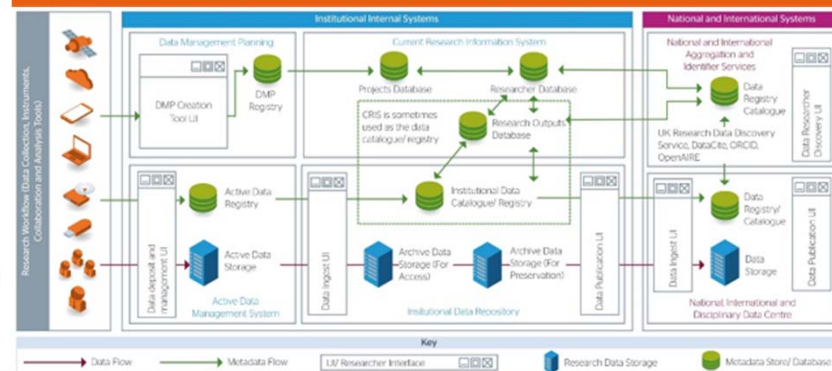 Institutional Internal Systems
National and International Systems
Research Workflow (Data Collection, Instruments,
Collaboration and Analysis Tools)
Data Management Planning
DMP Creation
Tool UI
DMP
Registry
Current Research Information System
Projects Database
Researcher Database
CRIS is sometimes
used as the data
catalogue/ registry
Research Outputs
Database
Institutional Data
Catalogue/ Registry
National and International
Aggregation and
Identifier Services
Data
Registry
Catalogue
UK Research Data Discovery
Service, DataCite, ORCID,
OpenAIRE
Data Researcher
Discovery UI
Data deposit and
management UI
Active Data
Registry
Active Data
Storage
Active Data
Management System
Data Ingest UI
Archive Data
Storage (For
Access)
Archive Data
Storage (For
Preservation)
Data Publication UI
Insitutional Data Repository
Data Ingest UI
Data
Registry/
Catalogue
Data
Storage
Data Publication UI
National, International and
Disciplinary Data Centre
Key
Data Flow
Metadata Flow
Researcher Interface
Research Data Storage
Metadata Store/ Database